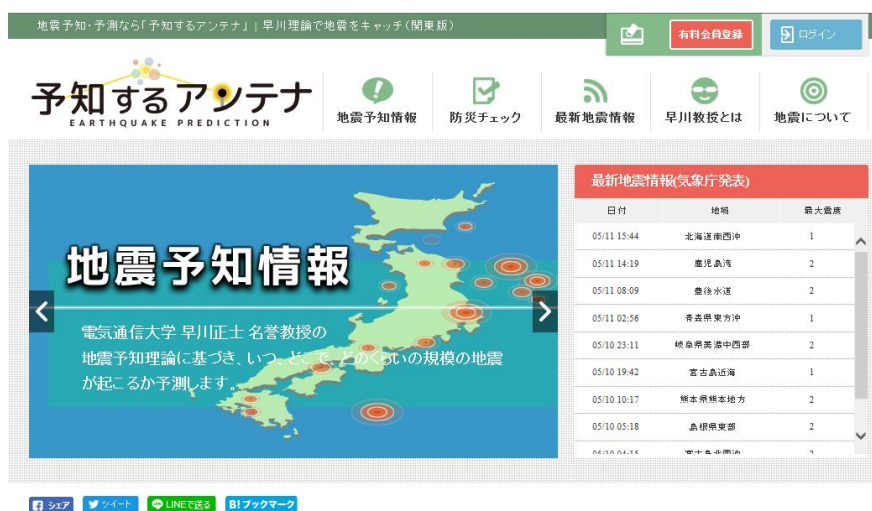 地震予知・予測なら「予知するアンテナ」 | 早川理論で地震をキャッチ（関東版）
有料会員登録
ログイン
予知するアンテナ
EARTHQUAKE PREDICTION
地震予知情報
防災チェック
最新地震情報
早川教授とは
地震について
地震予知情報
電気通信大学 早川正士 名誉教授の
地震予知理論に基づき、いつ、どこで、どのくらいの規模の地震
が起こるか予測します。
最新地震情報(気象庁発表)
日付 地域 最大震度
05/11 15:44 北海道南西沖 1
05/11 14:19 鹿児島湾 2
05/11 08:09 豊後水道 2
05/11 02:56 青森県東方沖 1
05/10 23:11 岐阜県美濃中西部 2
05/10 19:42 宮古島近海 1
05/10 10:17 熊本県熊本地方 2
05/10 05:18 島根県東部 2
シェア
ツイート
LINEで送る
B!ブックマーク